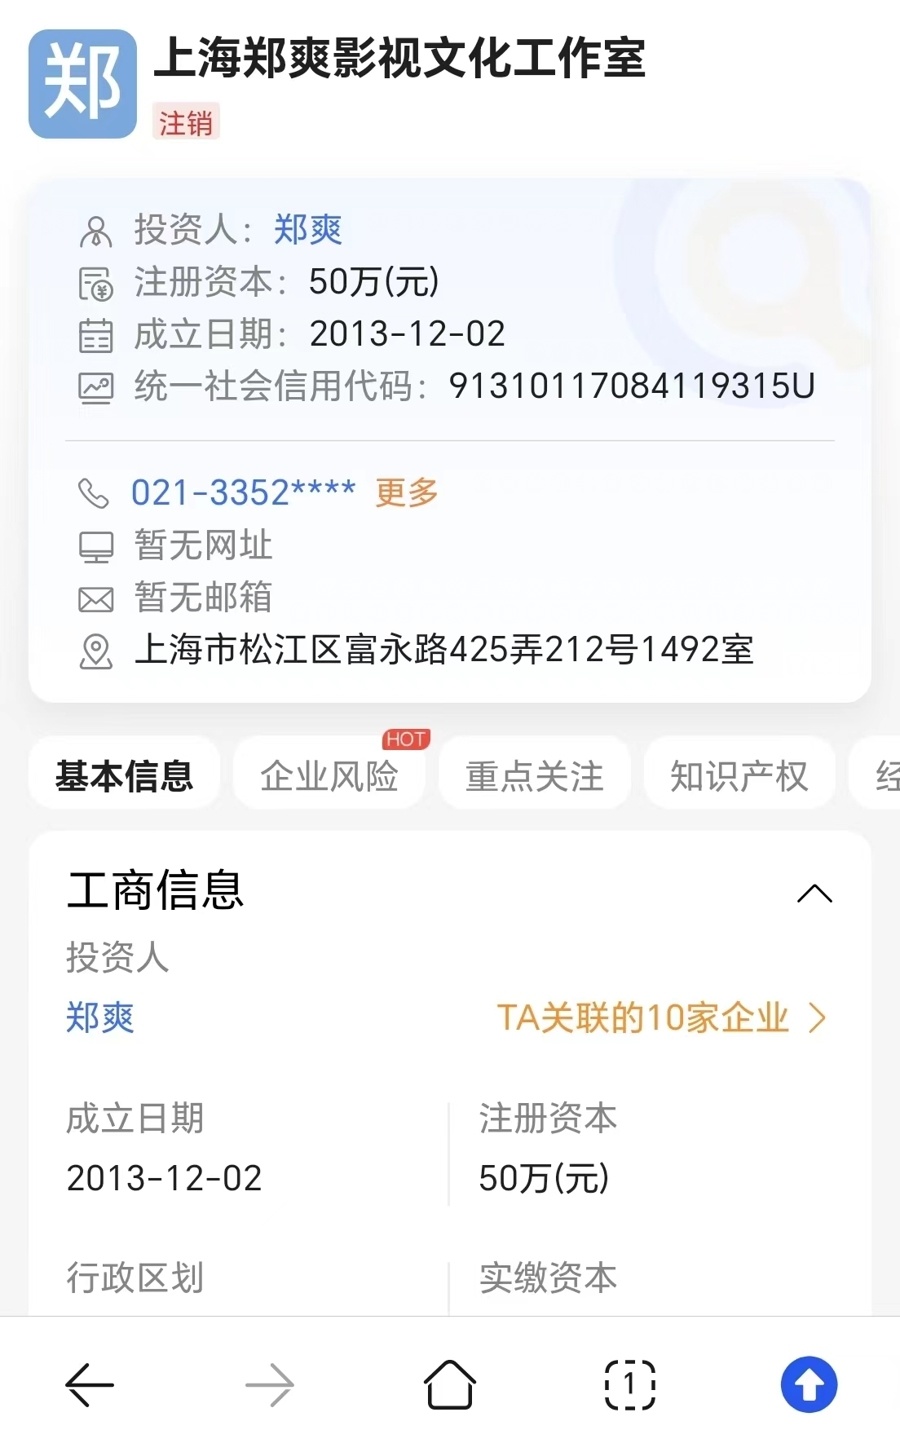 郑
上海郑爽影视文化工作室
注销
投资人：郑爽
注册资本：50万(元)
成立日期：2013-12-02
统一社会信用代码：91310117084119315U
021-3352**** 更多
暂无网址
暂无邮箱
上海市松江区富永路425弄212号1492室
HOT
基本信息 企业风险 重点关注 知识产权 经
工商信息
投资人
郑爽 TA关联的10家企业
成立日期 注册资本
2013-12-02 50万(元)
行政区划 实缴资本
1